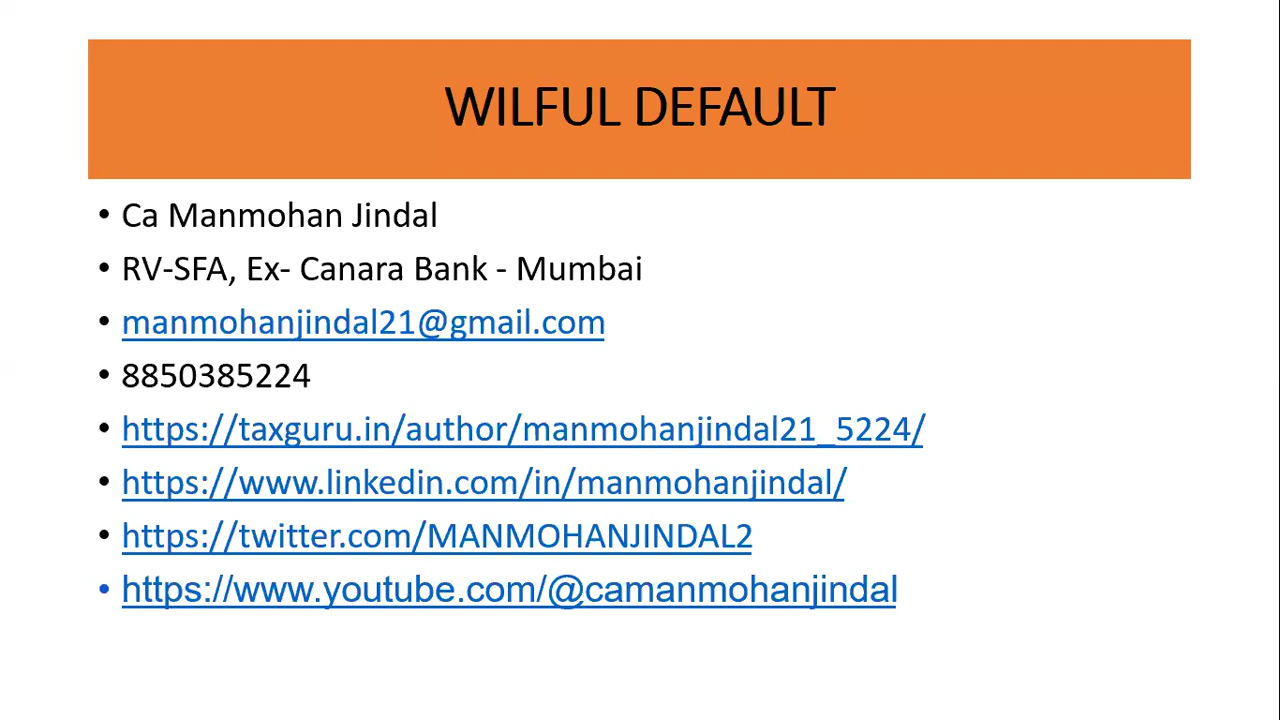 WILFUL DEFAULT
• Ca Manmohan Jindal
• RV-SFA, Ex- Canara Bank - Mumbai
• manmohanjindal21@gmail.com
• 8850385224
• https://taxguru.in/author/manmohanjindal21_5224/
• https://www.linkedin.com/in/manmohanjindal/
• https://twitter.com/MANMOHANJINDAL2
• https://www.youtube.com/@camanmohanjindal